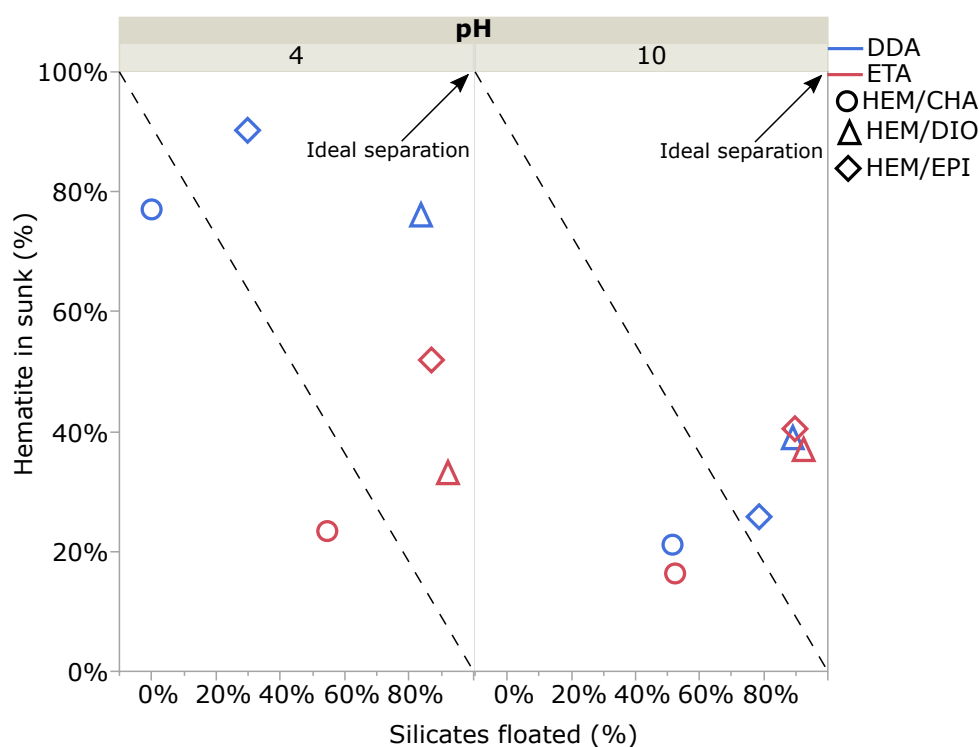 pH
4
10
100%
80%
60%
40%
20%
0%
Hematite in sunk (%)
Ideal separation
Ideal separation
0% 20% 40% 60% 80%
0% 20% 40% 60% 80%
Silicates floated (%)
DDA
ETA
HEM/CHA
HEM/DIO
HEM/EPI